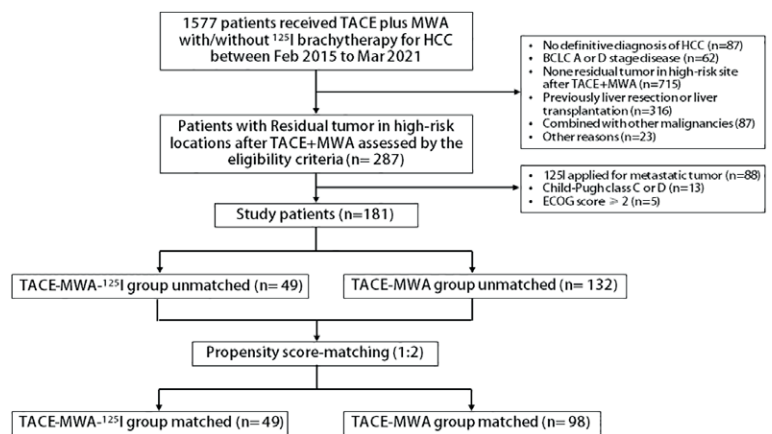 1577 patients received TACE plus MWA
with/without ¹²⁵I brachytherapy for HCC
between Feb 2015 to Mar 2021
• No definitive diagnosis of HCC (n=87)
• BCLC A or D stage disease (n=62)
• None residual tumor in high-risk site
after TACE+MWA (n=715)
• Previously liver resection or liver
transplantation (n=316)
• Combined with other malignancies (87)
• Other reasons (n=23)
Patients with Residual tumor in high-risk
locations after TACE+MWA assessed by the
eligibility criteria (n= 287)
• 125I applied for metastatic tumor (n=88)
• Child-Pugh class C or D (n=13)
• ECOG score ⩾ 2 (n=5)
Study patients (n=181)
TACE-MWA-¹²⁵I group unmatched (n= 49)
TACE-MWA group unmatched (n= 132)
Propensity score-matching (1:2)
TACE-MWA-¹²⁵I group matched (n= 49)
TACE-MWA group matched (n= 98)